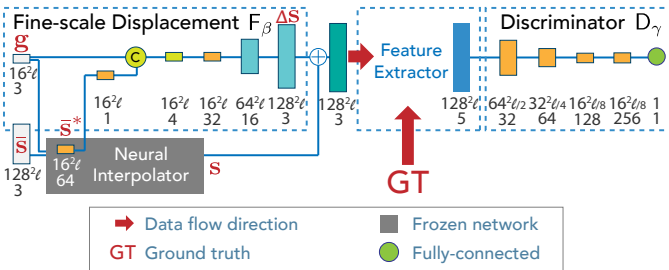 Fine-scale Displacement F_β
Δs
Discriminator D_γ
g
16²ℓ
3
C
16²ℓ
1
16²ℓ
4
16²ℓ
32
64²ℓ
16
128²ℓ
3
128²ℓ
3
Feature
Extractor
128²ℓ
5
64²ℓ/2
32
32²ℓ/4
64
16²ℓ/8
128
16²ℓ/8
256
1
1
s̄*
s̄
128²ℓ
3
16²ℓ
64
Neural
Interpolator
s
GT
Data flow direction
Frozen network
GT Ground truth
Fully-connected